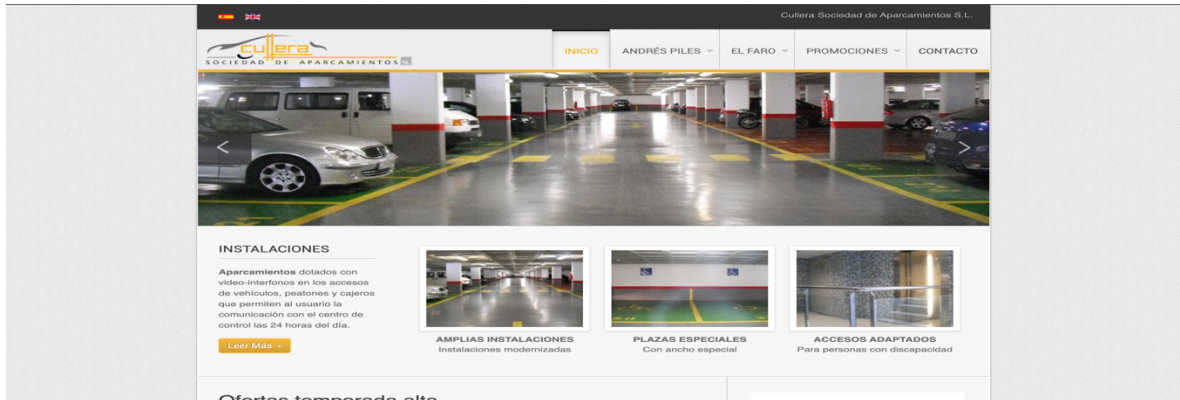 Cullera Sociedad de Aparcamientos S.L.
cullera
SOCIEDAD DE APARCAMIENTOS SL
INICIO
ANDRÉS PILES
EL FARO
PROMOCIONES
CONTACTO
INSTALACIONES
Aparcamientos dotados con
video-interfonos en los accesos
de vehículos, peatones y cajeros
que permiten al usuario la
comunicación con el centro de
control las 24 horas del día.
Leer Más
AMPLIAS INSTALACIONES
Instalaciones modernizadas
PLAZAS ESPECIALES
Con ancho especial
ACCESOS ADAPTADOS
Para personas con discapacidad
Ofertas temporada alta